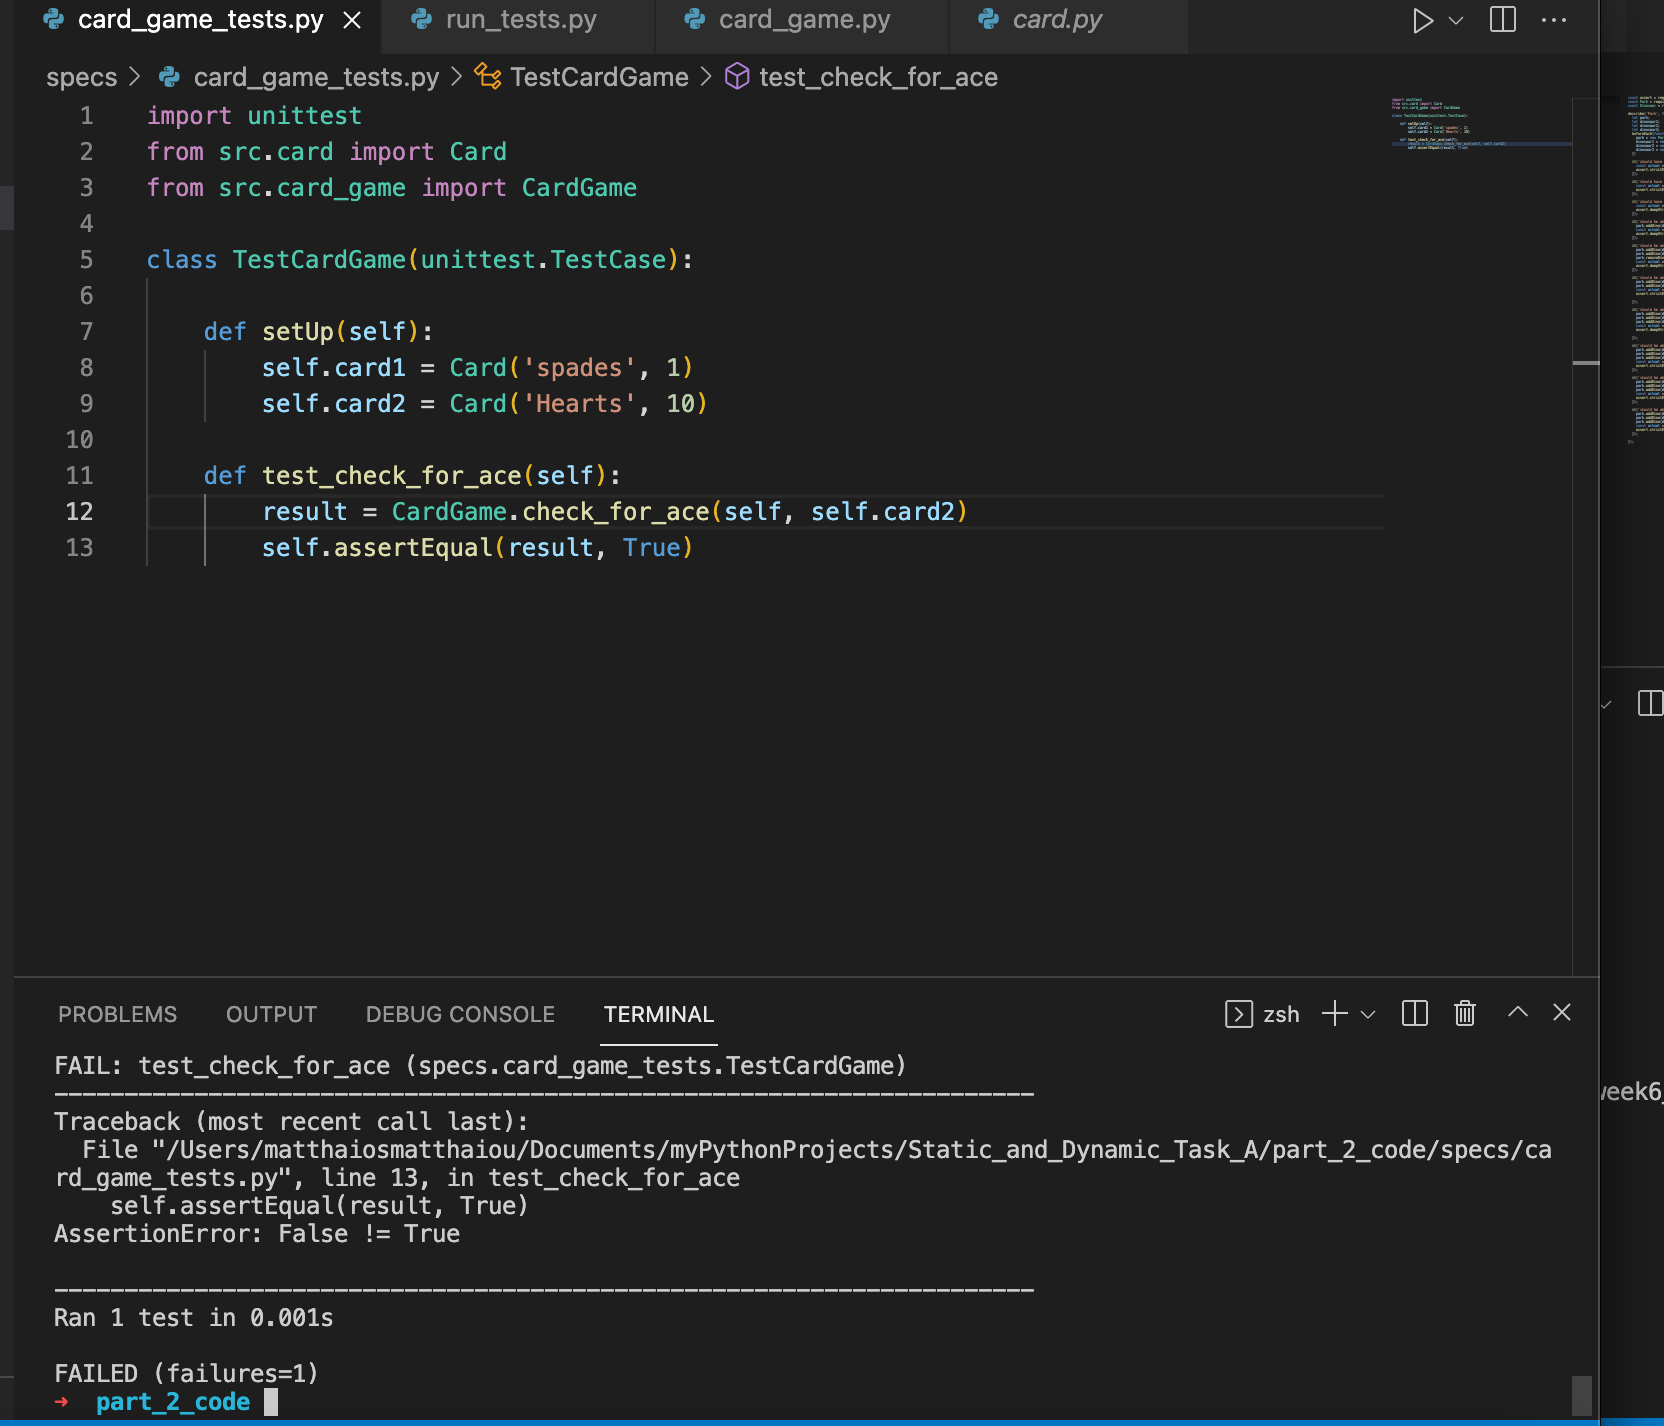 card_game_tests.py
run_tests.py
card_game.py
card.py
specs > card_game_tests.py > TestCardGame > test_check_for_ace
1 import unittest
2 from src.card import Card
3 from src.card_game import CardGame
4
5 class TestCardGame(unittest.TestCase):
6
7 def setUp(self):
8 self.card1 = Card('spades', 1)
9 self.card2 = Card('Hearts', 10)
10
11 def test_check_for_ace(self):
12 result = CardGame.check_for_ace(self, self.card2)
13 self.assertEqual(result, True)
PROBLEMS OUTPUT DEBUG CONSOLE TERMINAL zsh
FAIL: test_check_for_ace (specs.card_game_tests.TestCardGame)
----------------------------------------------------------------------
Traceback (most recent call last):
File "/Users/matthaiosmatthaiou/Documents/myPythonProjects/Static_and_Dynamic_Task_A/part_2_code/specs/ca
rd_game_tests.py", line 13, in test_check_for_ace
self.assertEqual(result, True)
AssertionError: False != True
----------------------------------------------------------------------
Ran 1 test in 0.001s
FAILED (failures=1)
➜ part_2_code
week6_